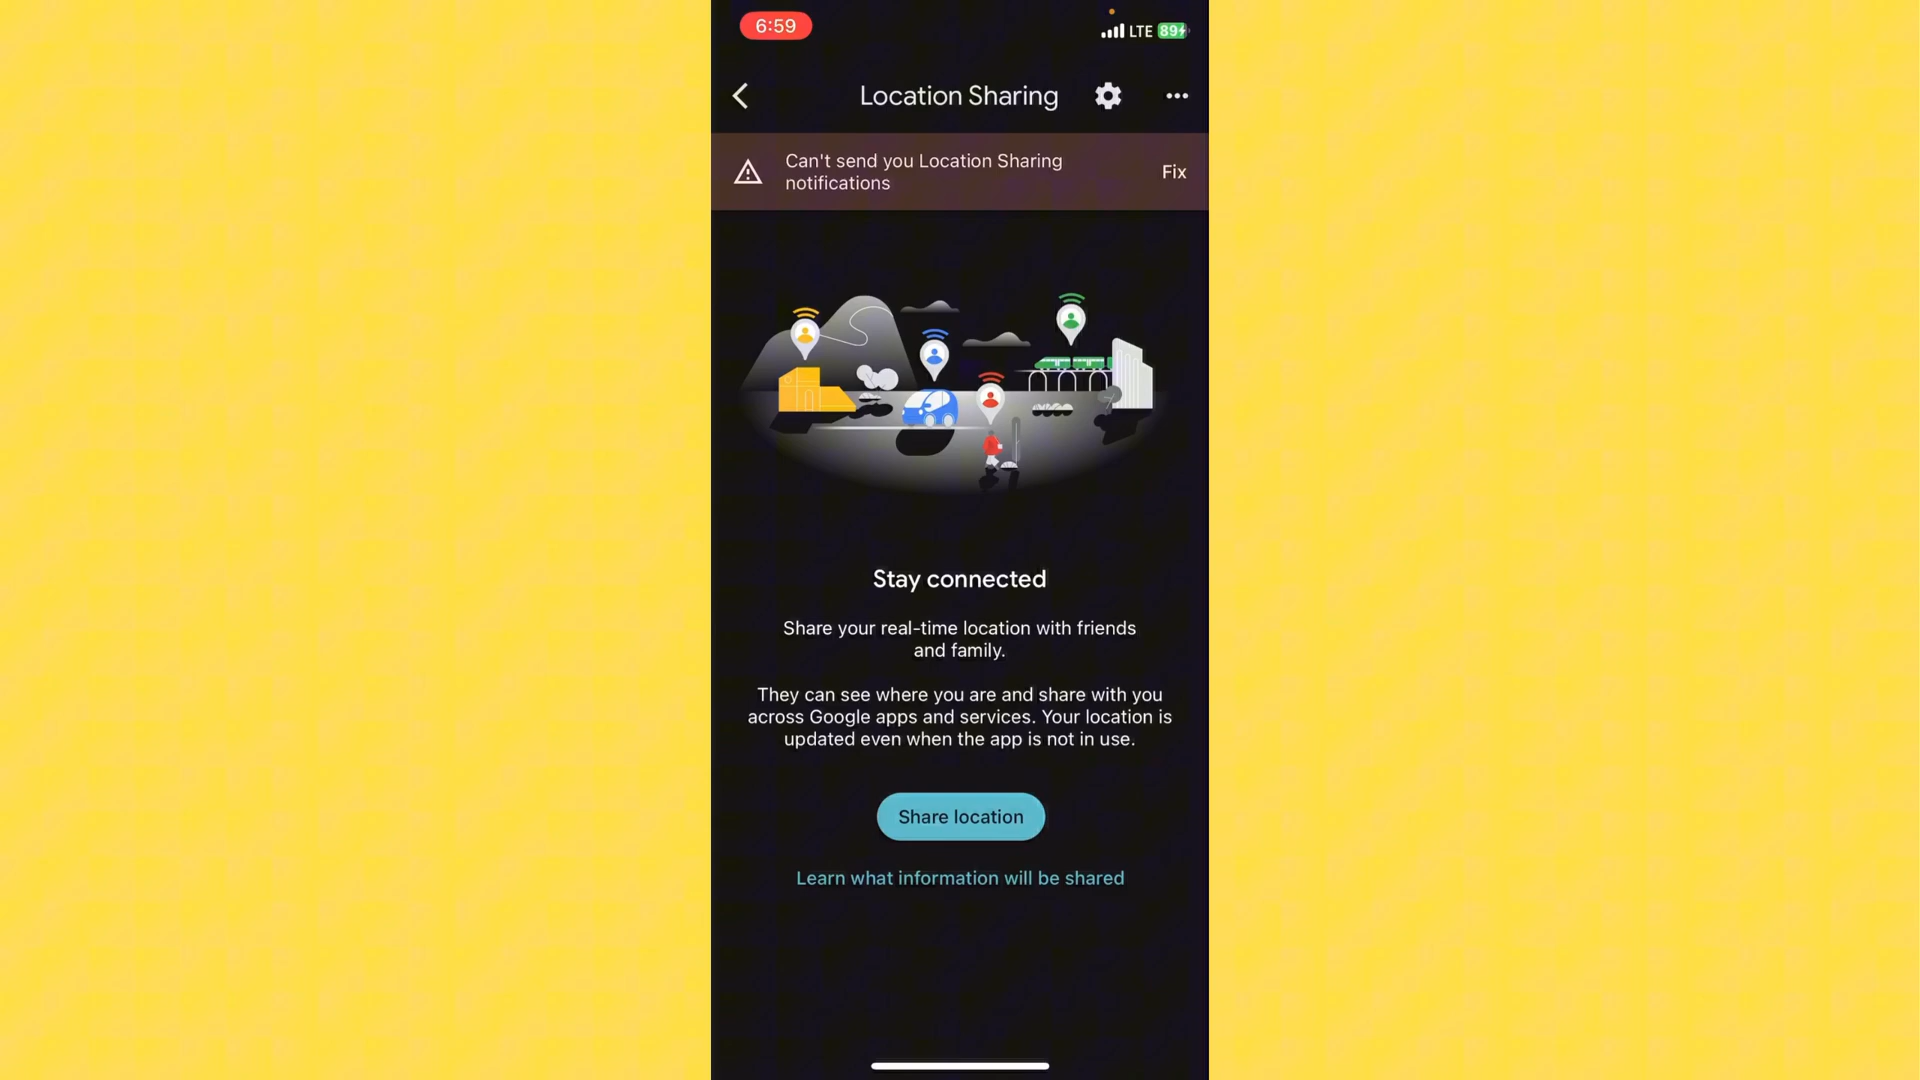 6:59
LTE 89
Location Sharing
Can't send you Location Sharing
notifications
Fix
Stay connected
Share your real-time location with friends
and family.
They can see where you are and share with you
across Google apps and services. Your location is
updated even when the app is not in use.
Share location
Learn what information will be shared